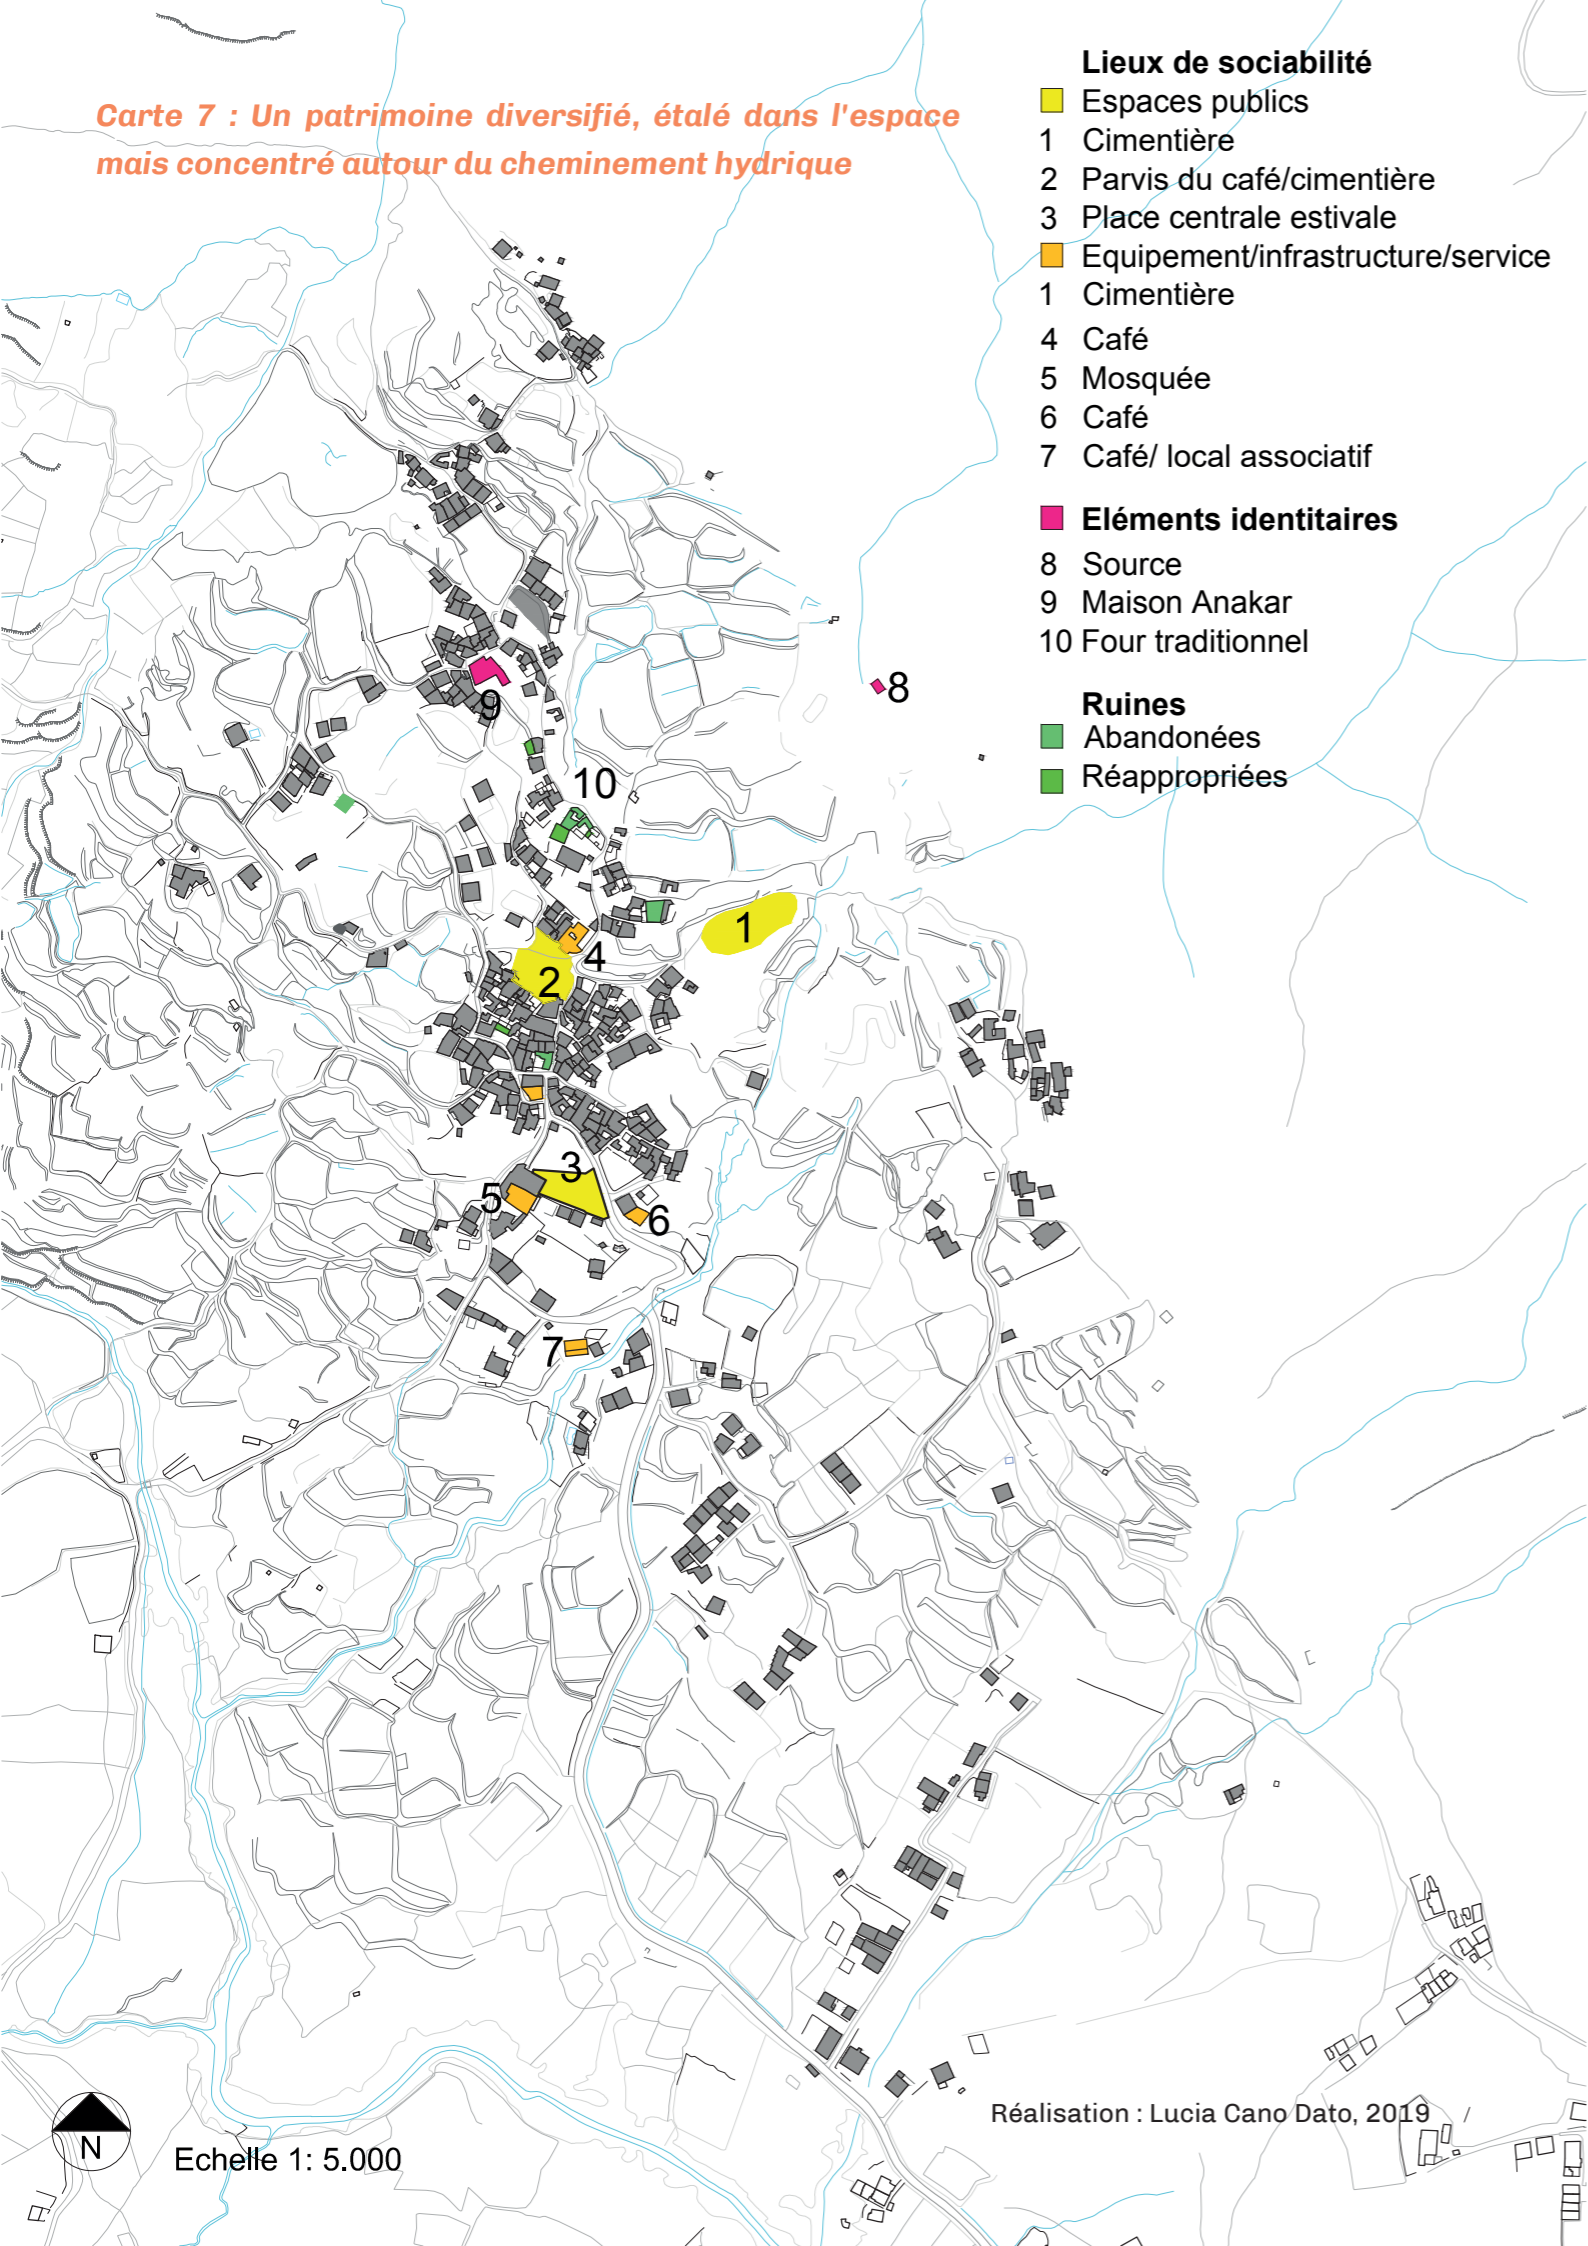 Carte 7 : Un patrimoine diversifié, étalé dans l'espace
mais concentré autour du cheminement hydrique
Lieux de sociabilité
Espaces publics
1 Cimentière
2 Parvis du café/cimentière
3 Place centrale estivale
Equipement/infrastructure/service
1 Cimentière
4 Café
5 Mosquée
6 Café
7 Café/ local associatif
Eléments identitaires
8 Source
9 Maison Anakar
10 Four traditionnel
Ruines
Abandonées
Réappropriées
8
9
10
1
4
2
3
5
6
7
Réalisation : Lucia Cano Dato, 2019 /
N
Echelle 1: 5.000